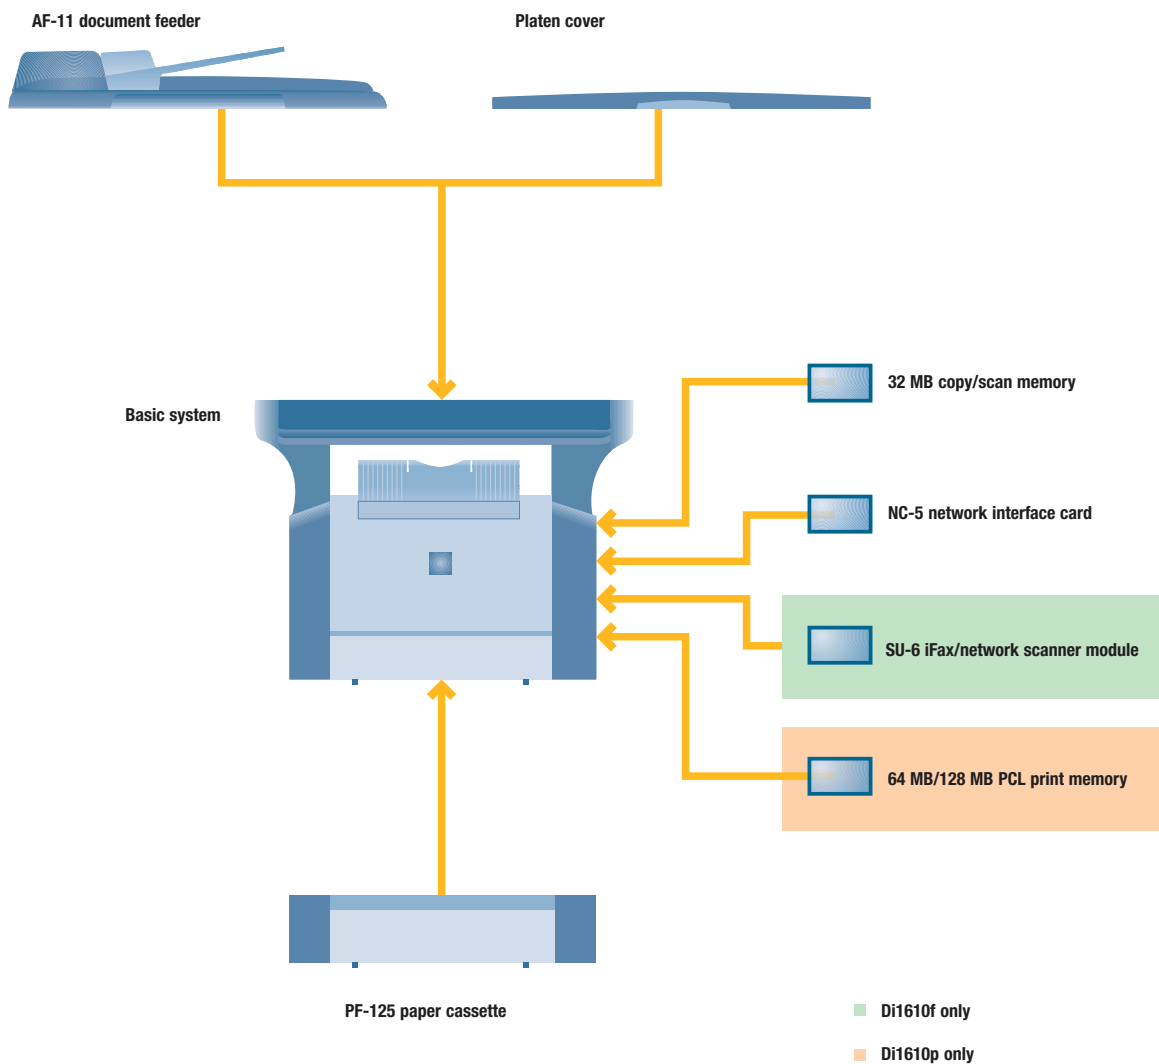 AF-11 document feeder
Platen cover
Basic system
32 MB copy/scan memory
NC-5 network interface card
SU-6 iFax/network scanner module
64 MB/128 MB PCL print memory
PF-125 paper cassette
Di1610f only
Di1610p only